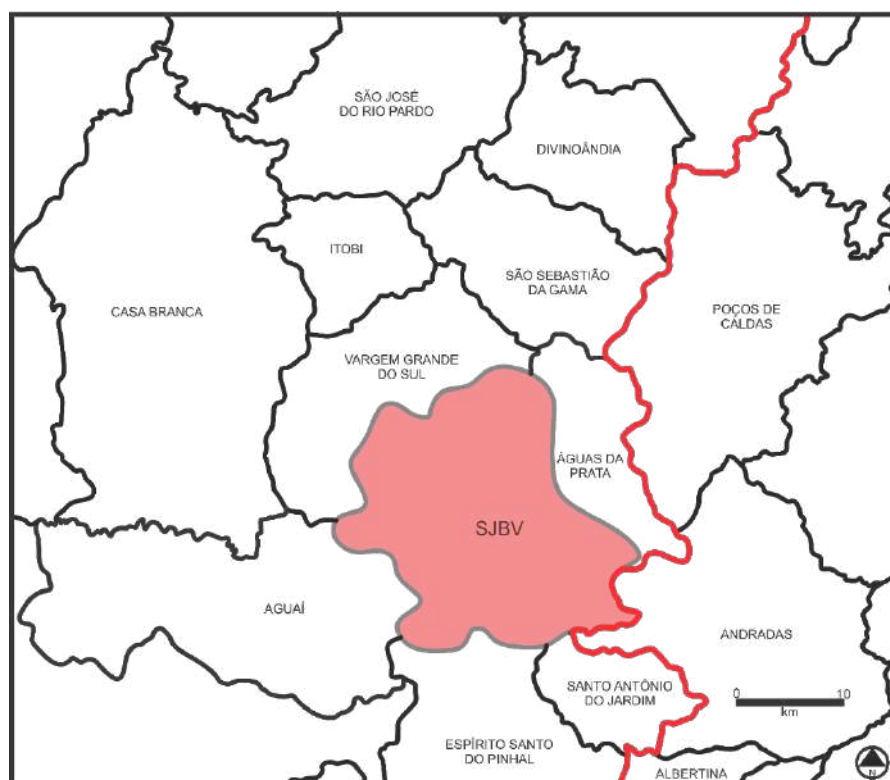 SÃO JOSÉ
DO RIO PARDO
DIVINOÂNDIA
ITOBI
SÃO SEBASTIÃO
DA GAMA
CASA BRANCA
POÇOS DE
CALDAS
VARGEM GRANDE
DO SUL
ÁGUAS DA
PRATA
SJBV
AGUAÍ
ANDRADAS
SANTO ANTÔNIO
DO JARDIM
0 10
km
ESPÍRITO SANTO
DO PINHAL
ALBERTINA
N